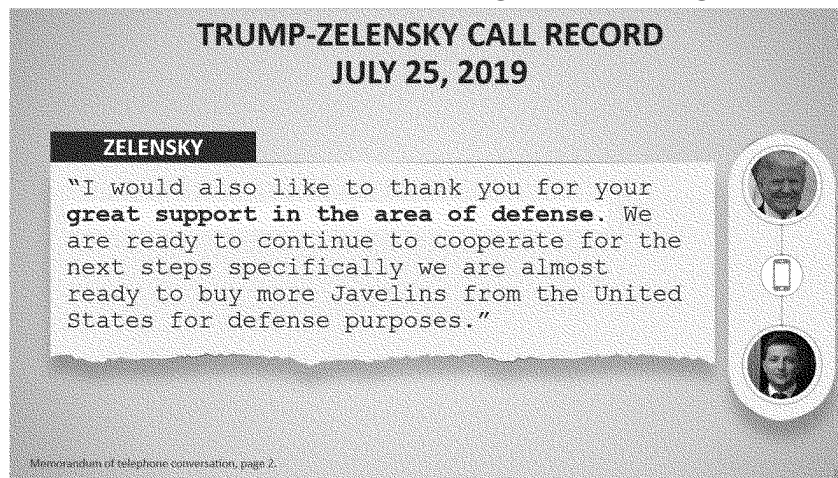 TRUMP-ZELENSKY CALL RECORD
JULY 25, 2019
ZELENSKY
“I would also like to thank you for your
great support in the area of defense. We
are ready to continue to cooperate for the
next steps specifically we are almost
ready to buy more Javelins from the United
States for defense purposes.”
Memorandum of telephone conversation, page 2.